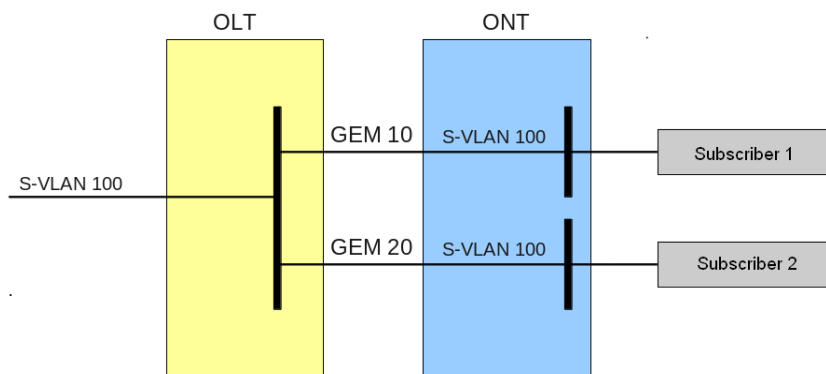 OLT
ONT
GEM 10
S-VLAN 100
Subscriber 1
S-VLAN 100
GEM 20
S-VLAN 100
Subscriber 2